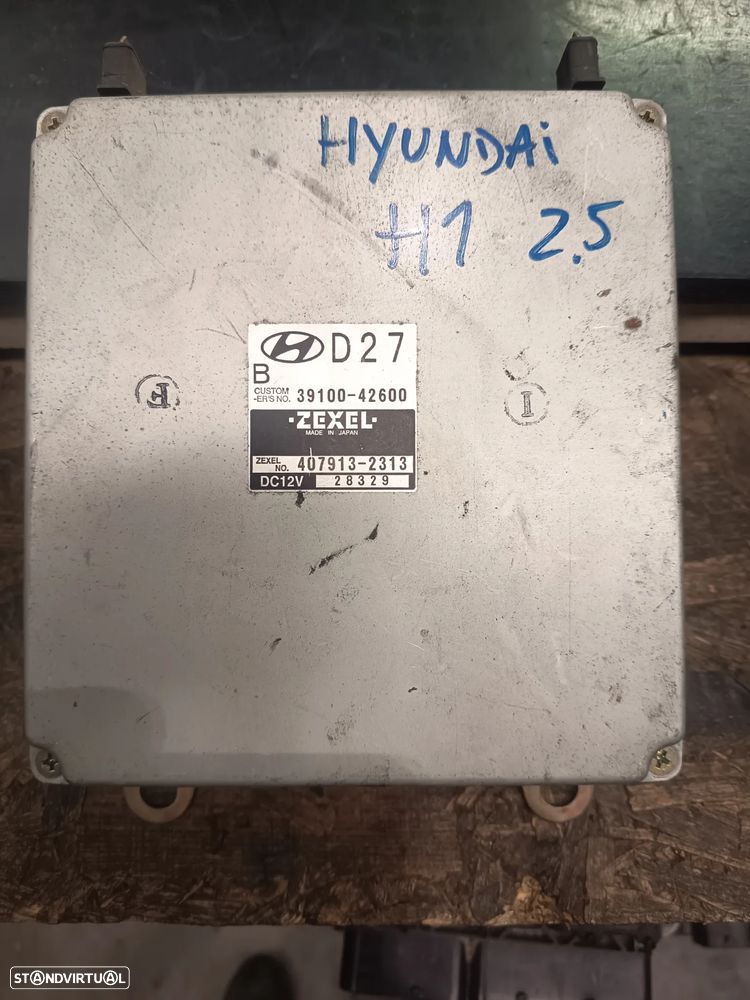 HYUNDAi
H1 2.5
D27
B
CUSTOM
-ER'S NO. 39100-42600
·ZEXEL·
MADE IN JAPAN
ZEXEL
NO. 407913-2313
DC12V 28329
F
I
STANDVIRTUAL